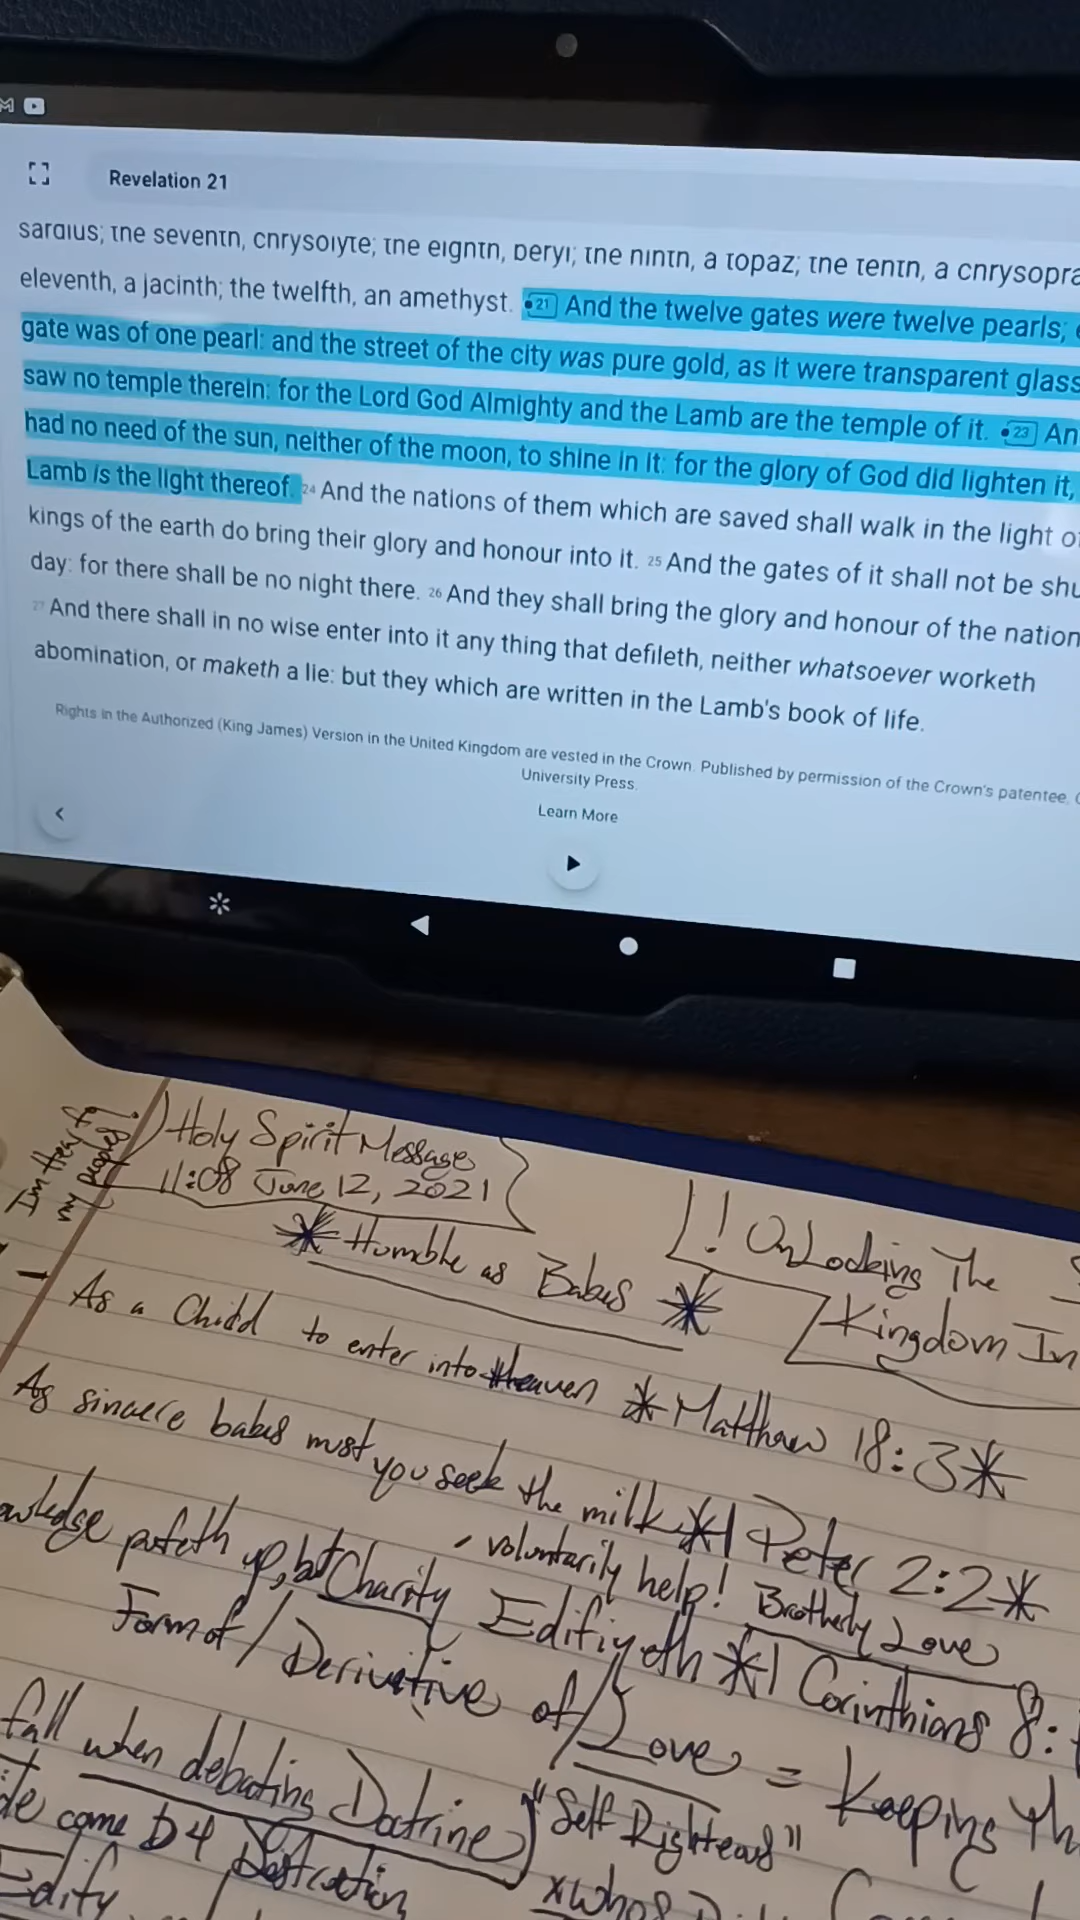 Revelation 21
sardius; the seventh, chrysolyte; the eighth, beryl; the ninth, a topaz; the tenth, a chrysopra
eleventh, a jacinth; the twelfth, an amethyst. 21 And the twelve gates were twelve pearls;
gate was of one pearl: and the street of the city was pure gold, as it were transparent glass
saw no temple therein: for the Lord God Almighty and the Lamb are the temple of it. 23 An
had no need of the sun, neither of the moon, to shine in it: for the glory of God did lighten it,
Lamb is the light thereof. 24 And the nations of them which are saved shall walk in the light of
kings of the earth do bring their glory and honour into it. 25 And the gates of it shall not be shu
day: for there shall be no night there. 26 And they shall bring the glory and honour of the nation
27 And there shall in no wise enter into it any thing that defileth, neither whatsoever worketh
abomination, or maketh a lie: but they which are written in the Lamb's book of life.
Rights in the Authorized (King James) Version in the United Kingdom are vested in the Crown. Published by permission of the Crown's patentee,
University Press.
Learn More
Holy Spirit Message
11:08 June 12, 2021
my peoples
* Humble as Babes *
! UnLocking The
Kingdom In
- As a Child to enter into Heaven * Matthew 18:3*
As sincere babes must you seek the milk *1 Peter 2:2*
, voluntarily help! Brotherly Love
owledge pufeth up, but Charity Edifiyeth *1 Corinthians 8:
Form of / Derivitive of / Love = Keeping Th
fall when debating Doctrine "Self Righteous"
come b4 Destruction
Edify